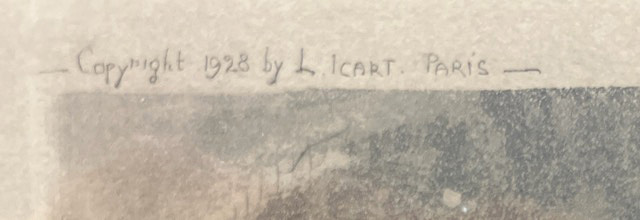 — Copyright 1928 by L. ICART. PARIS —